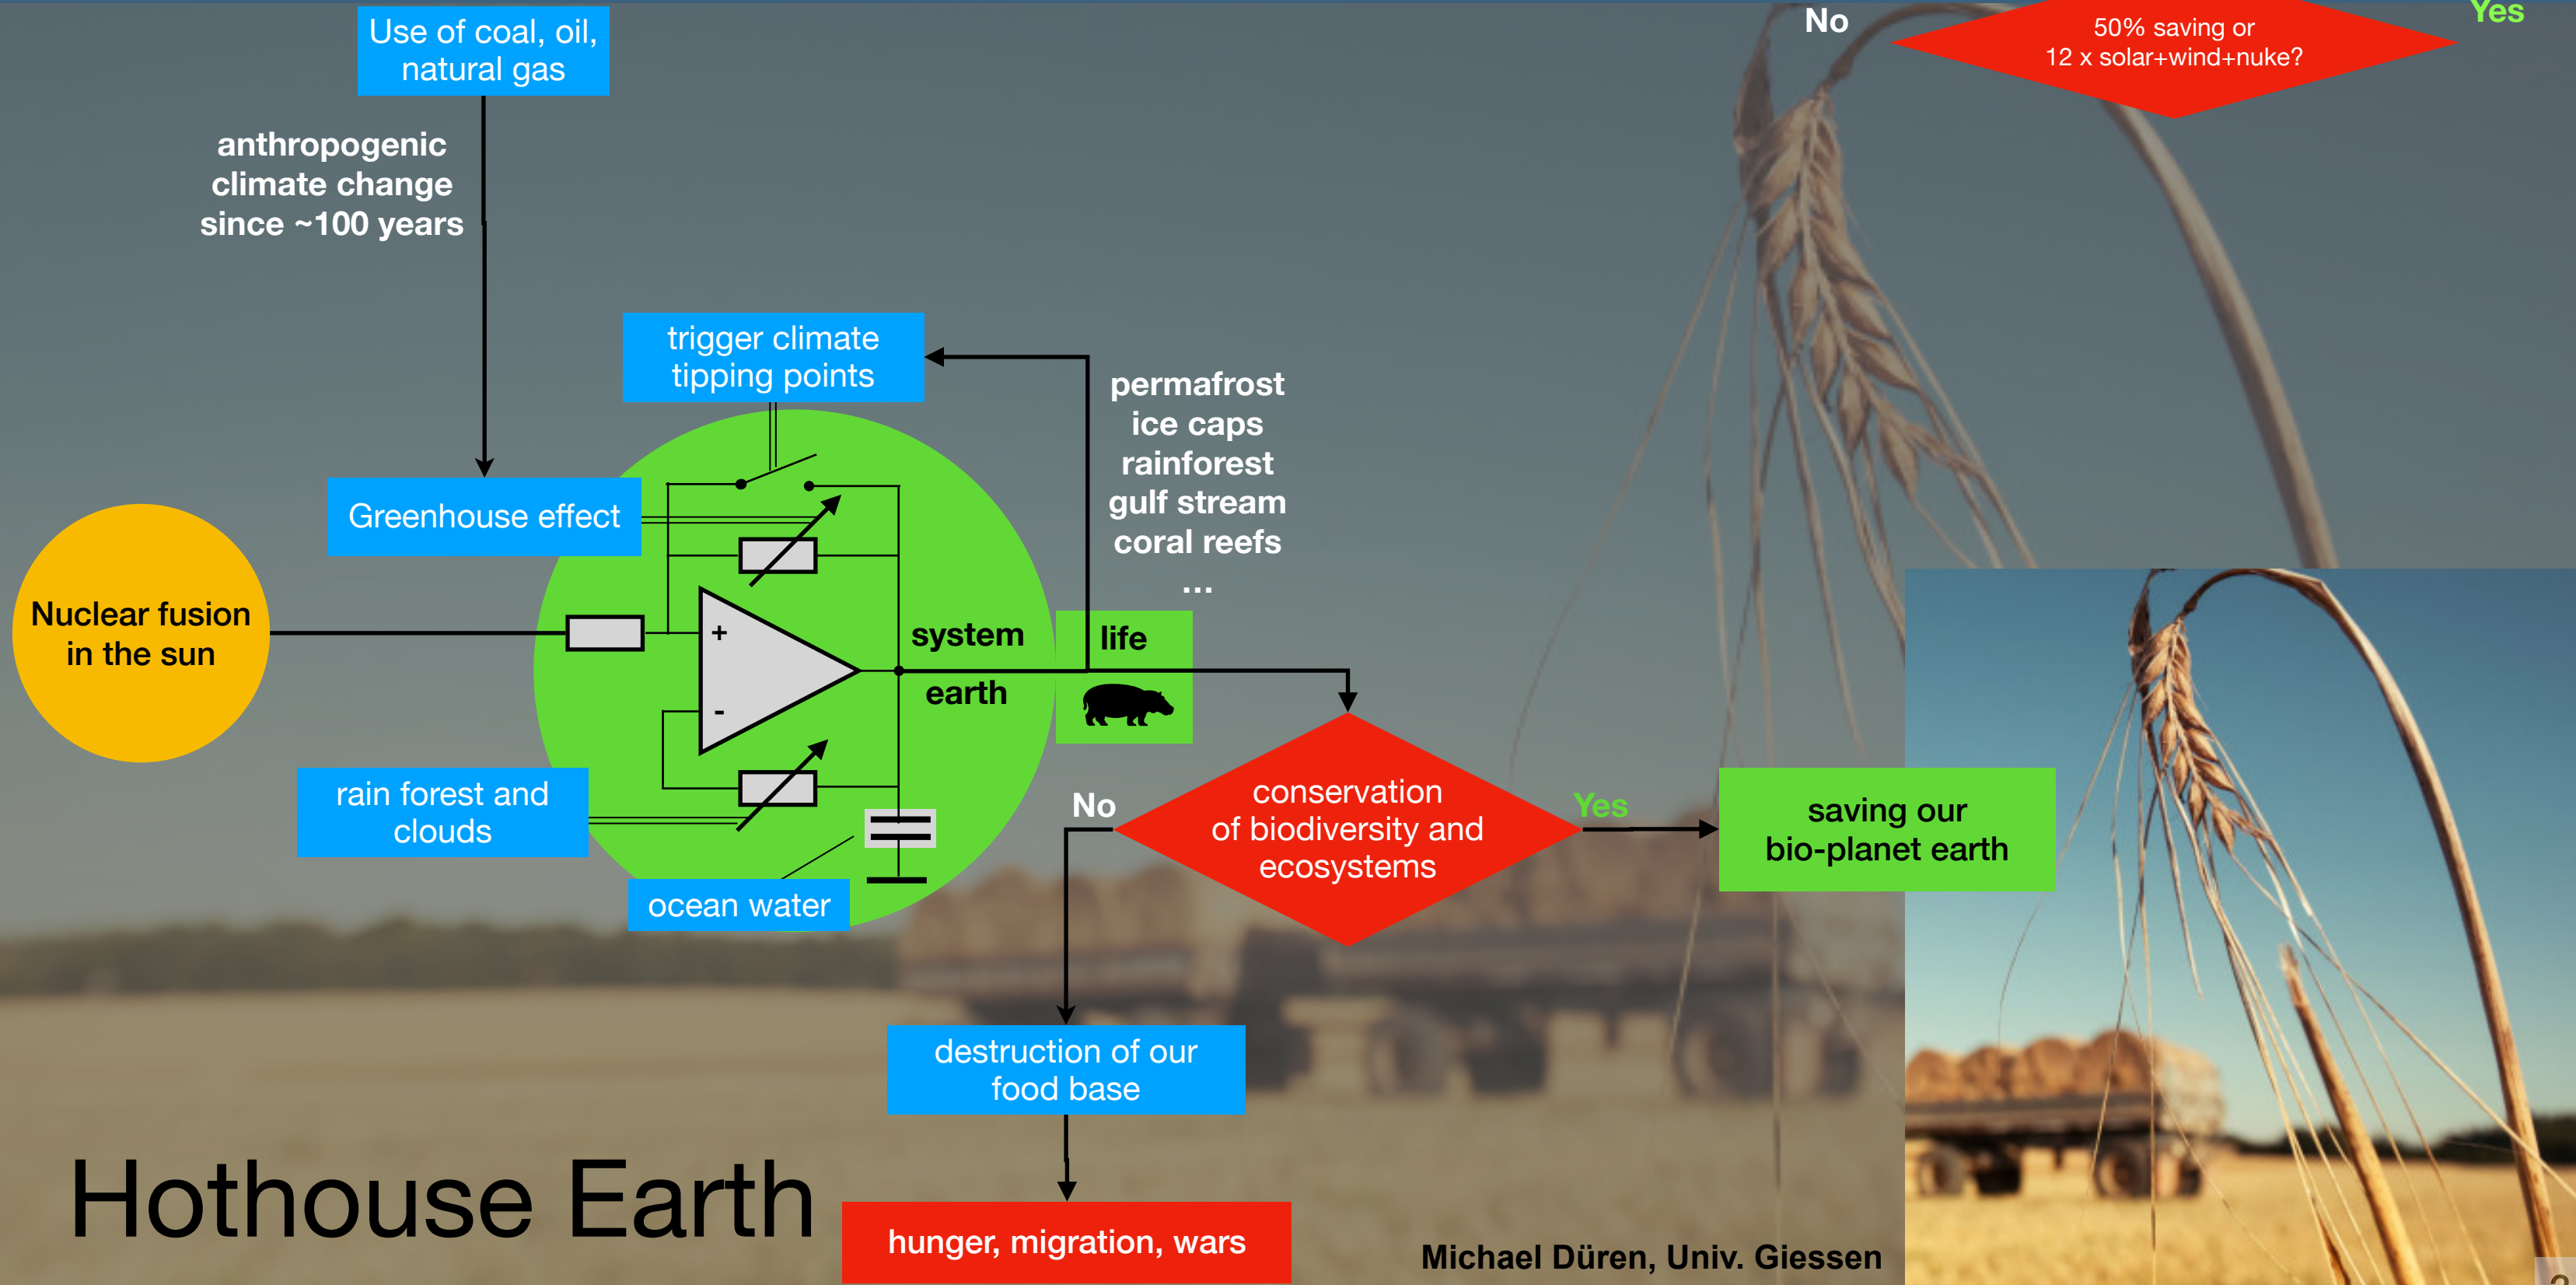 Use of coal, oil,
natural gas
No
50% saving or
12 x solar+wind+nuke?
Yes
anthropogenic
climate change
since ~100 years
trigger climate
tipping points
permafrost
ice caps
rainforest
gulf stream
coral reefs
...
Greenhouse effect
Nuclear fusion
in the sun
+
-
system
earth
life
rain forest and
clouds
ocean water
No
conservation
of biodiversity and
ecosystems
Yes
saving our
bio-planet earth
destruction of our
food base
hunger, migration, wars
Hothouse Earth
Michael Düren, Univ. Giessen